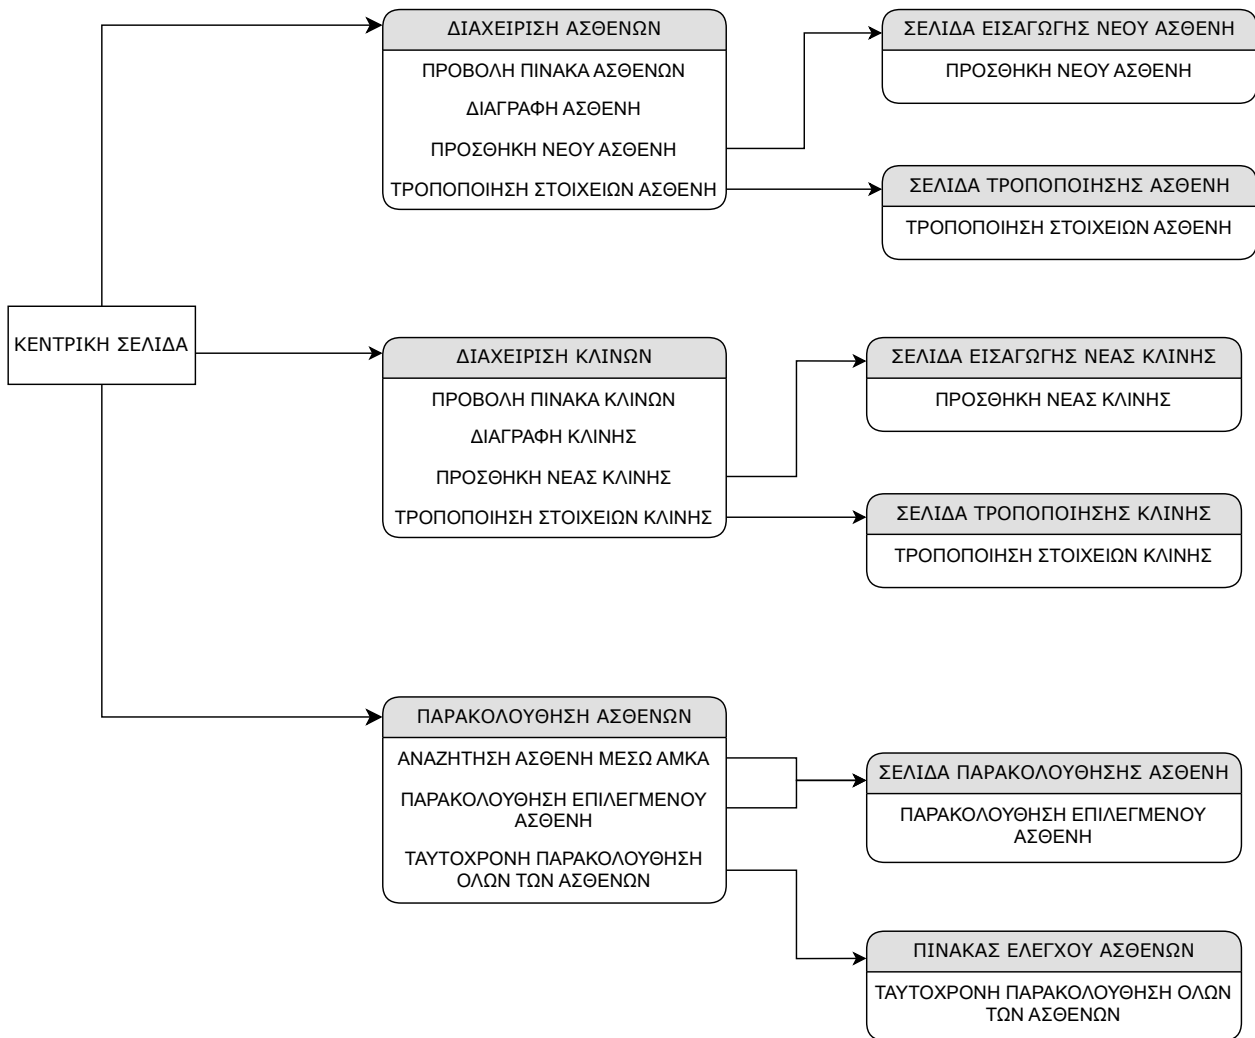 ΚΕΝΤΡΙΚΗ ΣΕΛΙΔΑ
ΔΙΑΧΕΙΡΙΣΗ ΑΣΘΕΝΩΝ
ΠΡΟΒΟΛΗ ΠΙΝΑΚΑ ΑΣΘΕΝΩΝ
ΔΙΑΓΡΑΦΗ ΑΣΘΕΝΗ
ΠΡΟΣΘΗΚΗ ΝΕΟΥ ΑΣΘΕΝΗ
ΤΡΟΠΟΠΟΙΗΣΗ ΣΤΟΙΧΕΙΩΝ ΑΣΘΕΝΗ
ΣΕΛΙΔΑ ΕΙΣΑΓΩΓΗΣ ΝΕΟΥ ΑΣΘΕΝΗ
ΠΡΟΣΘΗΚΗ ΝΕΟΥ ΑΣΘΕΝΗ
ΣΕΛΙΔΑ ΤΡΟΠΟΠΟΙΗΣΗΣ ΑΣΘΕΝΗ
ΤΡΟΠΟΠΟΙΗΣΗ ΣΤΟΙΧΕΙΩΝ ΑΣΘΕΝΗ
ΔΙΑΧΕΙΡΙΣΗ ΚΛΙΝΩΝ
ΠΡΟΒΟΛΗ ΠΙΝΑΚΑ ΚΛΙΝΩΝ
ΔΙΑΓΡΑΦΗ ΚΛΙΝΗΣ
ΠΡΟΣΘΗΚΗ ΝΕΑΣ ΚΛΙΝΗΣ
ΤΡΟΠΟΠΟΙΗΣΗ ΣΤΟΙΧΕΙΩΝ ΚΛΙΝΗΣ
ΣΕΛΙΔΑ ΕΙΣΑΓΩΓΗΣ ΝΕΑΣ ΚΛΙΝΗΣ
ΠΡΟΣΘΗΚΗ ΝΕΑΣ ΚΛΙΝΗΣ
ΣΕΛΙΔΑ ΤΡΟΠΟΠΟΙΗΣΗΣ ΚΛΙΝΗΣ
ΤΡΟΠΟΠΟΙΗΣΗ ΣΤΟΙΧΕΙΩΝ ΚΛΙΝΗΣ
ΠΑΡΑΚΟΛΟΥΘΗΣΗ ΑΣΘΕΝΩΝ
ΑΝΑΖΗΤΗΣΗ ΑΣΘΕΝΗ ΜΕΣΩ ΑΜΚΑ
ΠΑΡΑΚΟΛΟΥΘΗΣΗ ΕΠΙΛΕΓΜΕΝΟΥ
ΑΣΘΕΝΗ
ΤΑΥΤΟΧΡΟΝΗ ΠΑΡΑΚΟΛΟΥΘΗΣΗ
ΟΛΩΝ ΤΩΝ ΑΣΘΕΝΩΝ
ΣΕΛΙΔΑ ΠΑΡΑΚΟΛΟΥΘΗΣΗΣ ΑΣΘΕΝΗ
ΠΑΡΑΚΟΛΟΥΘΗΣΗ ΕΠΙΛΕΓΜΕΝΟΥ
ΑΣΘΕΝΗ
ΠΙΝΑΚΑΣ ΕΛΕΓΧΟΥ ΑΣΘΕΝΩΝ
ΤΑΥΤΟΧΡΟΝΗ ΠΑΡΑΚΟΛΟΥΘΗΣΗ ΟΛΩΝ
ΤΩΝ ΑΣΘΕΝΩΝ